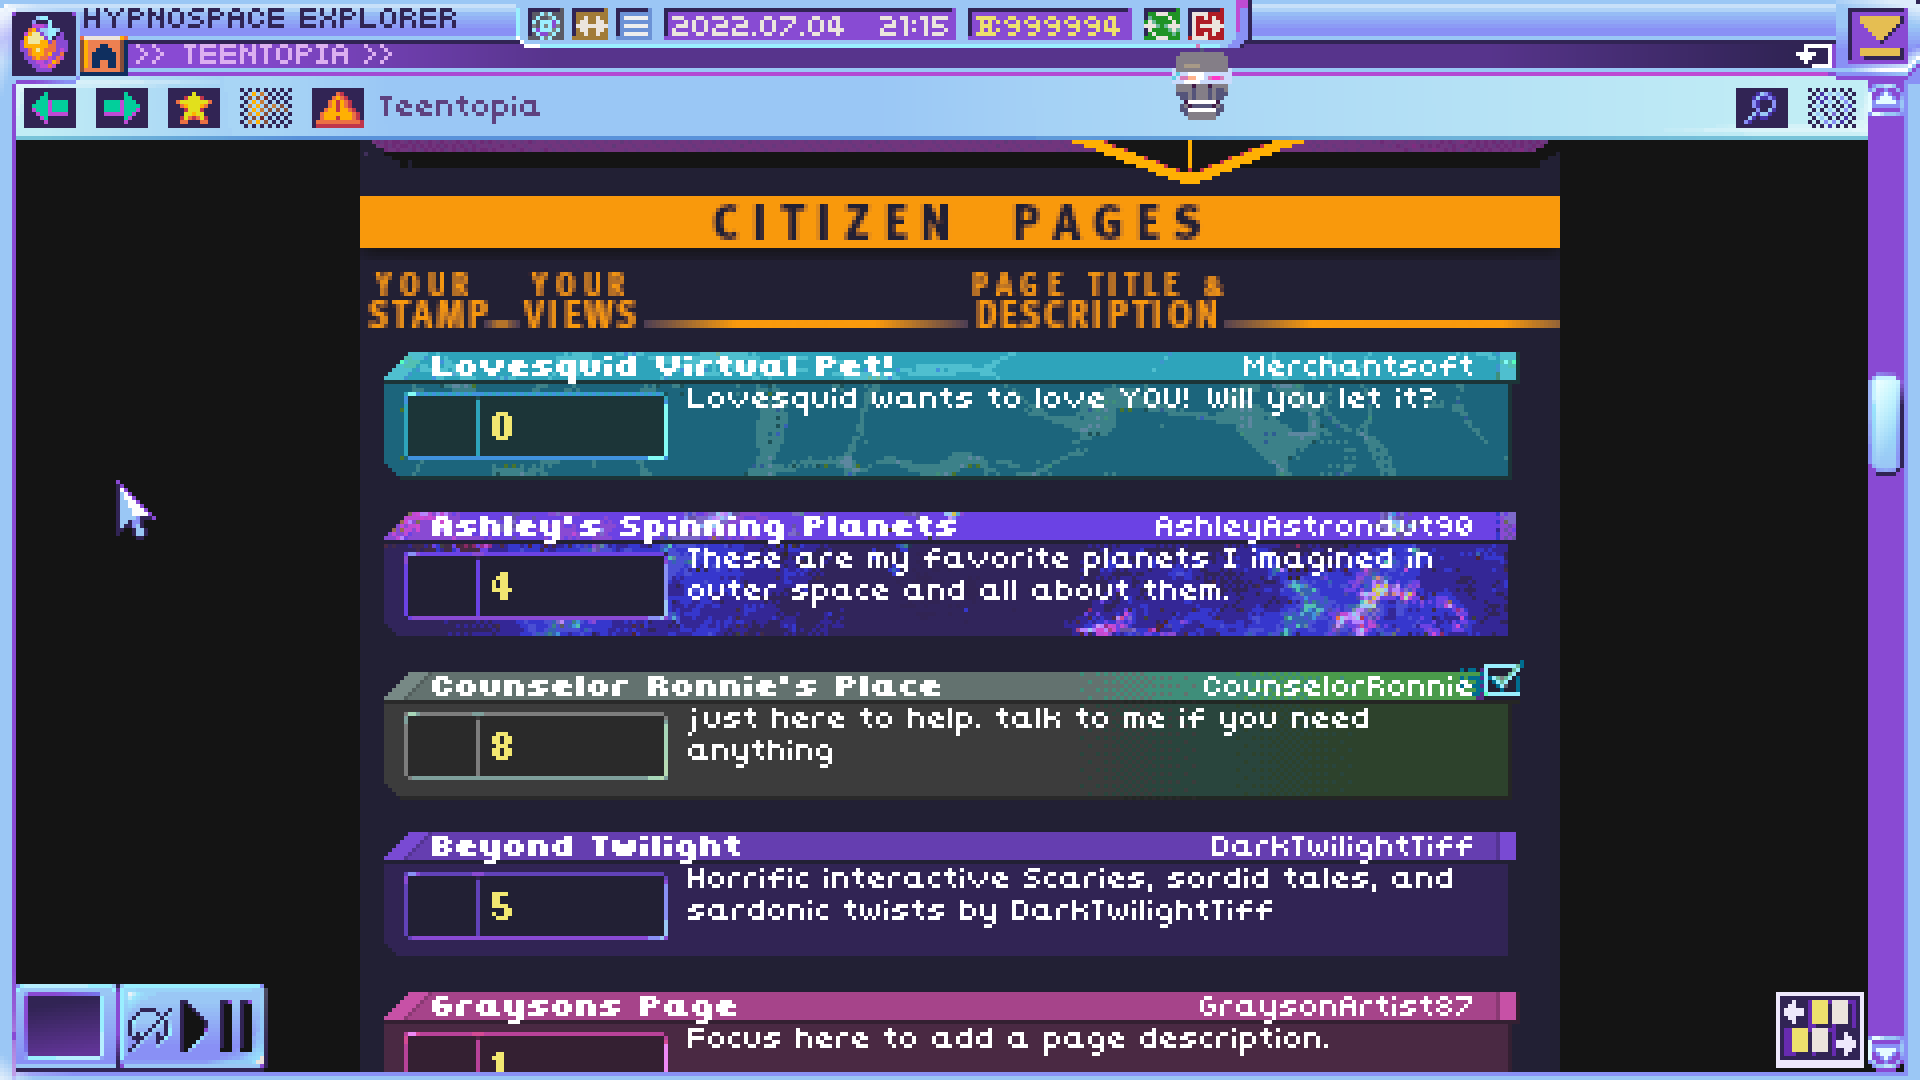 HYPNOSPACE EXPLORER
2022.07.04 21:15
999994
>> TEENTOPIA >>
Teentopia
CITIZEN PAGES
YOUR STAMP
YOUR VIEWS
PAGE TITLE & DESCRIPTION
Lovesquid Virtual Pet! Merchantsoft
0
Lovesquid wants to love YOU! Will you let it?
Ashley's Spinning Planets AshleyAstronaut90
4
These are my favorite planets I imagined in
outer space and all about them.
Counselor Ronnie's Place CounselorRonnie
8
just here to help. talk to me if you need
anything
Beyond Twilight DarkTwilightTiff
5
Horrific interactive Scaries, sordid tales, and
sardonic twists by DarkTwilightTiff
Graysons Page GraysonArtist87
1
Focus here to add a page description.